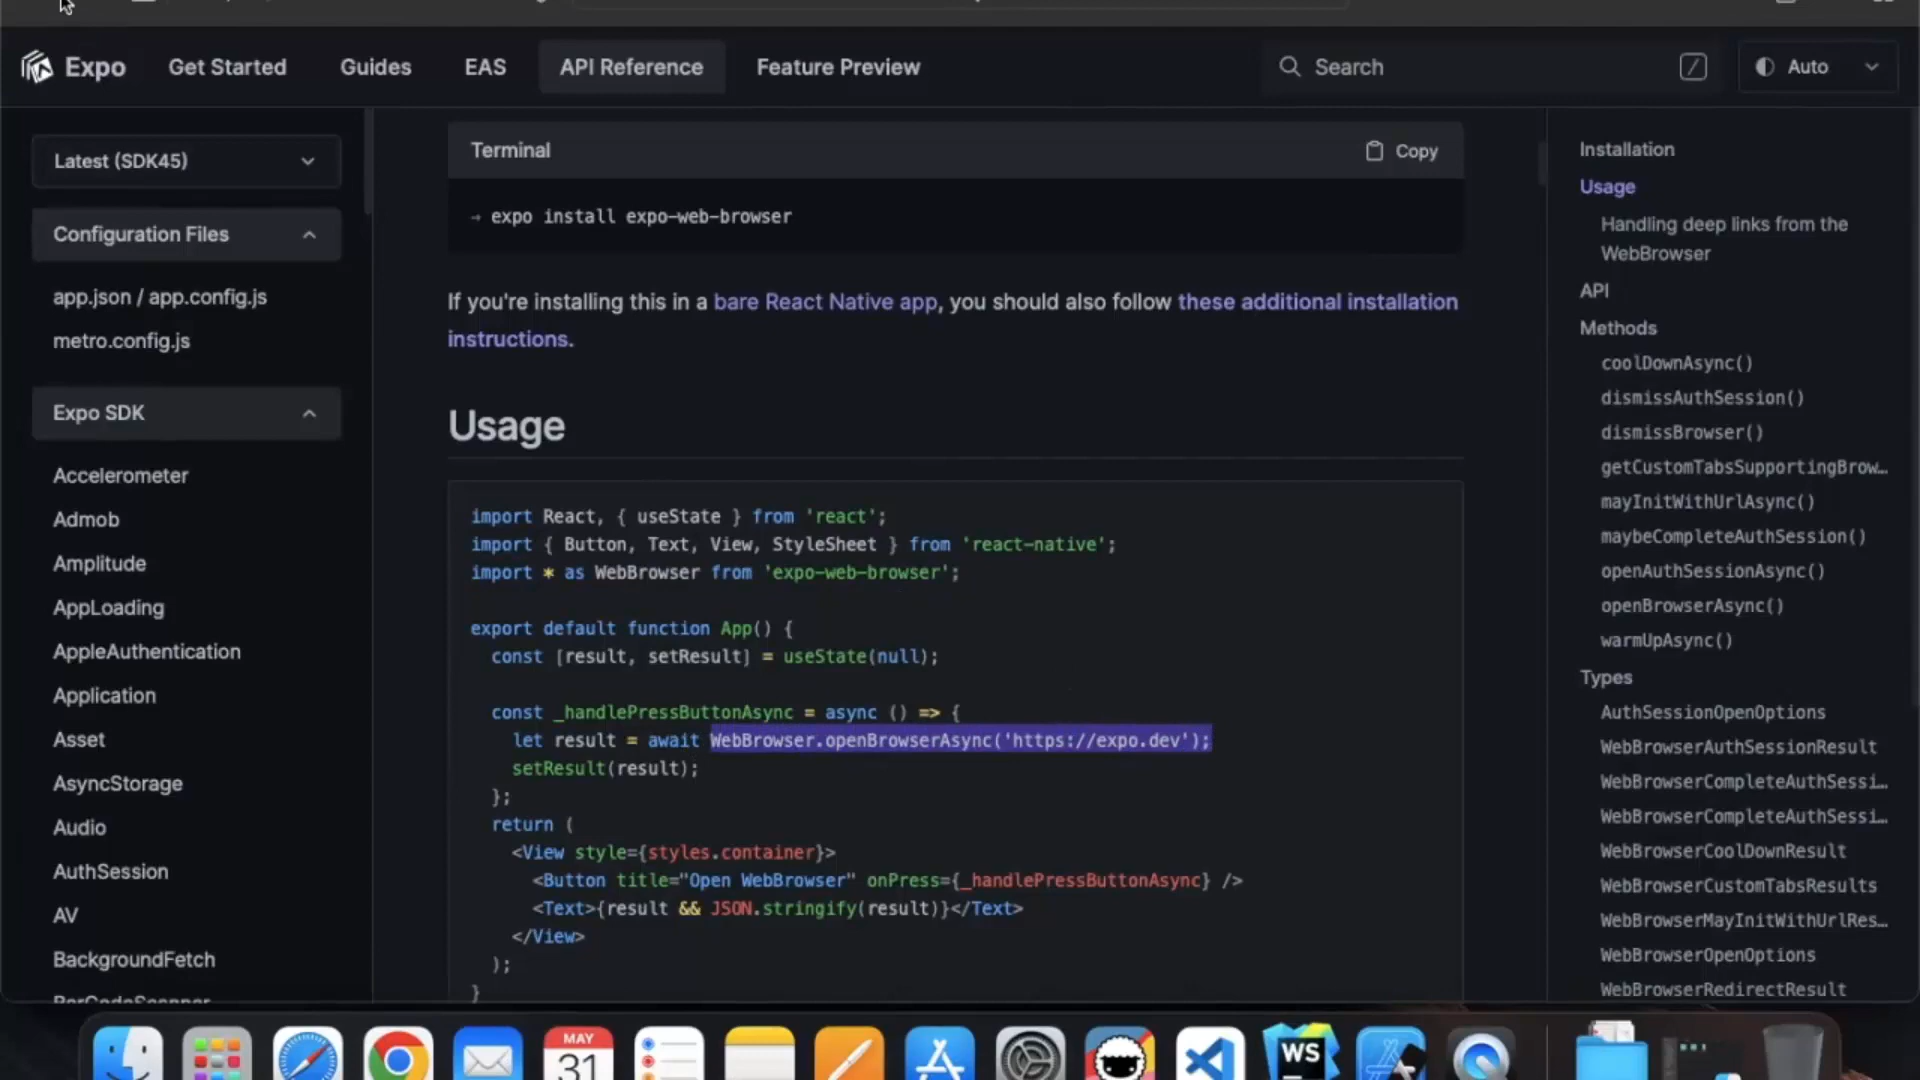 Expo
Get Started
Guides
EAS
API Reference
Feature Preview
Search
/
Auto
Latest (SDK45)
Configuration Files
app.json / app.config.js
metro.config.js
Expo SDK
Accelerometer
Admob
Amplitude
AppLoading
AppleAuthentication
Application
Asset
AsyncStorage
Audio
AuthSession
AV
BackgroundFetch
BarCodeScanner
Terminal
Copy
→ expo install expo-web-browser
If you're installing this in a bare React Native app, you should also follow these additional installation
instructions.
Usage
import React, { useState } from 'react';
import { Button, Text, View, StyleSheet } from 'react-native';
import * as WebBrowser from 'expo-web-browser';
export default function App() {
const [result, setResult] = useState(null);
const _handlePressButtonAsync = async () => {
let result = await WebBrowser.openBrowserAsync('https://expo.dev');
setResult(result);
};
return (
<View style={styles.container}>
<Button title="Open WebBrowser" onPress={_handlePressButtonAsync} />
<Text>{result && JSON.stringify(result)}</Text>
</View>
);
}
Installation
Usage
Handling deep links from the
WebBrowser
API
Methods
coolDownAsync()
dismissAuthSession()
dismissBrowser()
getCustomTabsSupportingBrow…
mayInitWithUrlAsync()
maybeCompleteAuthSession()
openAuthSessionAsync()
openBrowserAsync()
warmUpAsync()
Types
AuthSessionOpenOptions
WebBrowserAuthSessionResult
WebBrowserCompleteAuthSessi…
WebBrowserCompleteAuthSessi…
WebBrowserCoolDownResult
WebBrowserCustomTabsResults
WebBrowserMayInitWithUrlRes…
WebBrowserOpenOptions
WebBrowserRedirectResult
MAY
31
WS